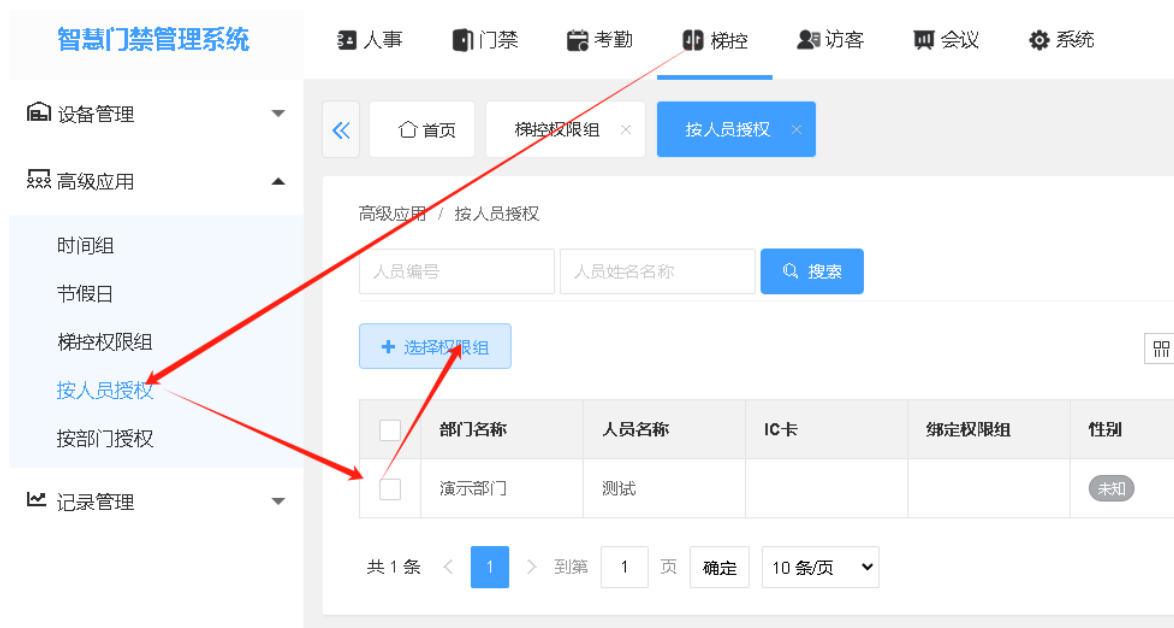 智慧门禁管理系统 人事 门禁 考勤 梯控 访客 会议 系统
设备管理
首页 梯控权限组 × 按人员授权 ×
高级应用
高级应用 / 按人员授权
时间组
人员编号 人员姓名名称 搜索
节假日
梯控权限组 + 选择权限组
按人员授权
按部门授权
部门名称 人员名称 IC卡 绑定权限组 性别
记录管理
演示部门 测试 未知
共 1 条 < 1 > 到第 1 页 确定 10 条/页